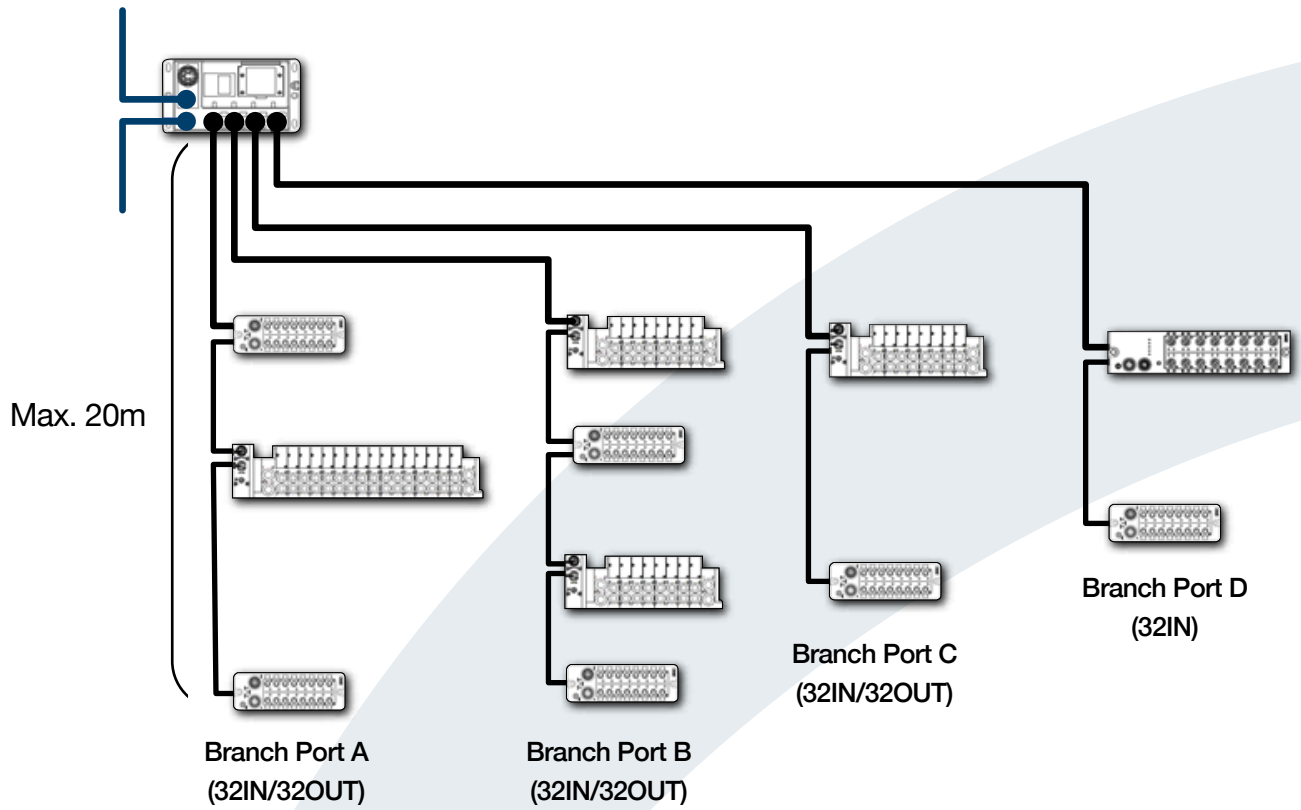 Max. 20m
Branch Port A
(32IN/32OUT)
Branch Port B
(32IN/32OUT)
Branch Port C
(32IN/32OUT)
Branch Port D
(32IN)